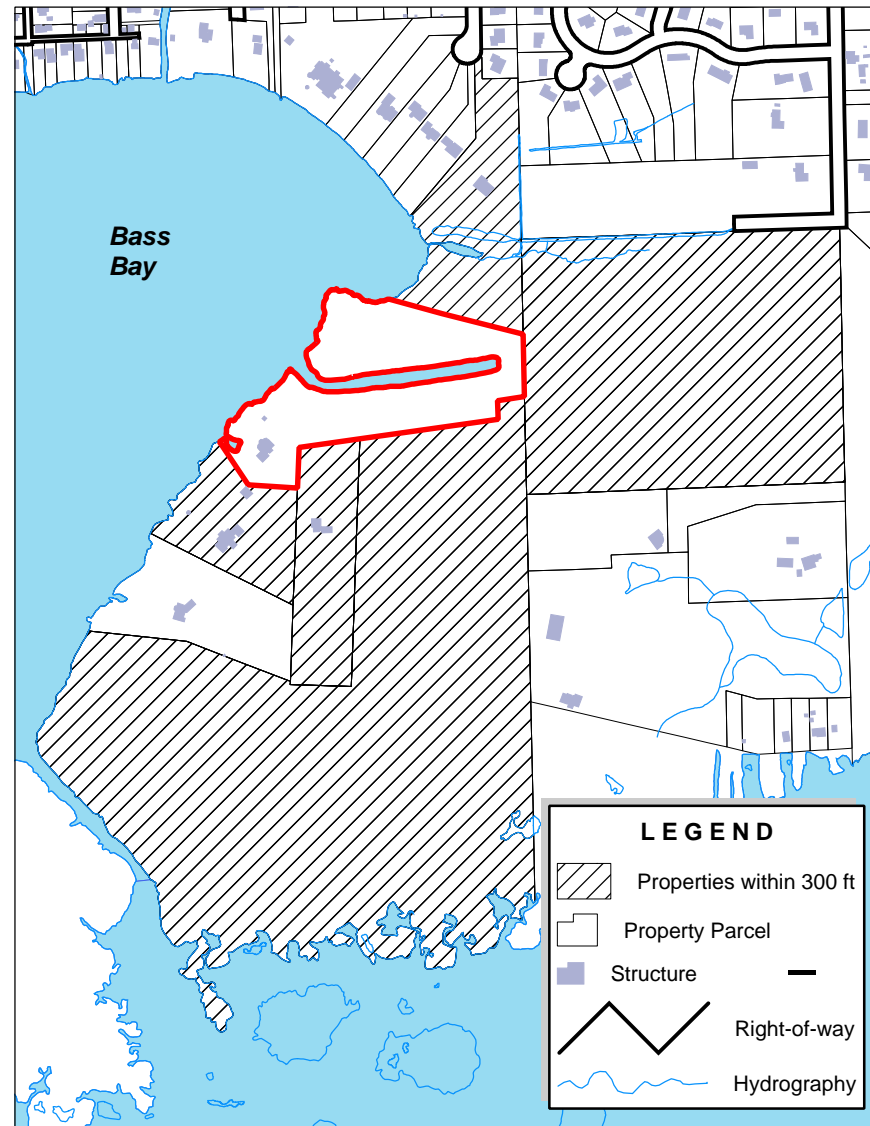 Bass
Bay
LEGEND
Properties within 300 ft
Property Parcel
Structure
Right-of-way
Hydrography